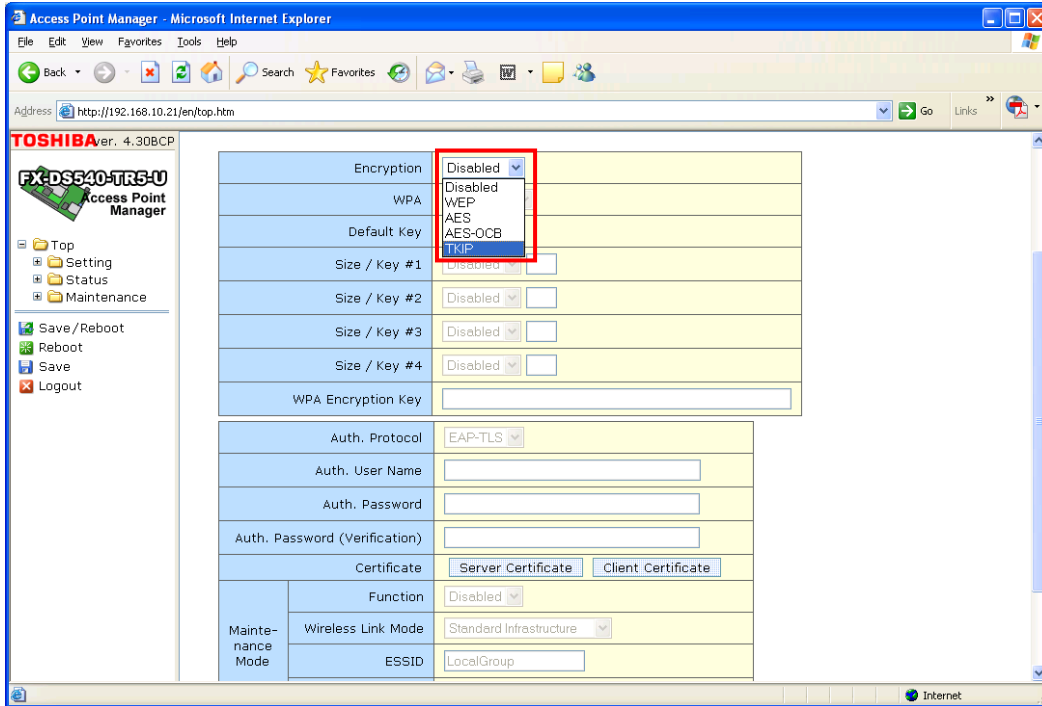 Access Point Manager - Microsoft Internet Explorer
File Edit View Favorites Tools Help
Back Search Favorites
Address http://192.168.10.21/en/top.htm Go Links »
TOSHIBA ver. 4.30BCP
FX-DS540-TR5-U
Access Point
Manager
Top
Setting
Status
Maintenance
Save/Reboot
Reboot
Save
Logout
Encryption Disabled
Disabled
WEP
AES
AES-OCB
TKIP
WPA
Default Key
Size / Key #1 Disabled
Size / Key #2 Disabled
Size / Key #3 Disabled
Size / Key #4 Disabled
WPA Encryption Key
Auth. Protocol EAP-TLS
Auth. User Name
Auth. Password
Auth. Password (Verification)
Certificate Server Certificate Client Certificate
Mainte-
nance
Mode
Function Disabled
Wireless Link Mode Standard Infrastructure
ESSID LocalGroup
Internet